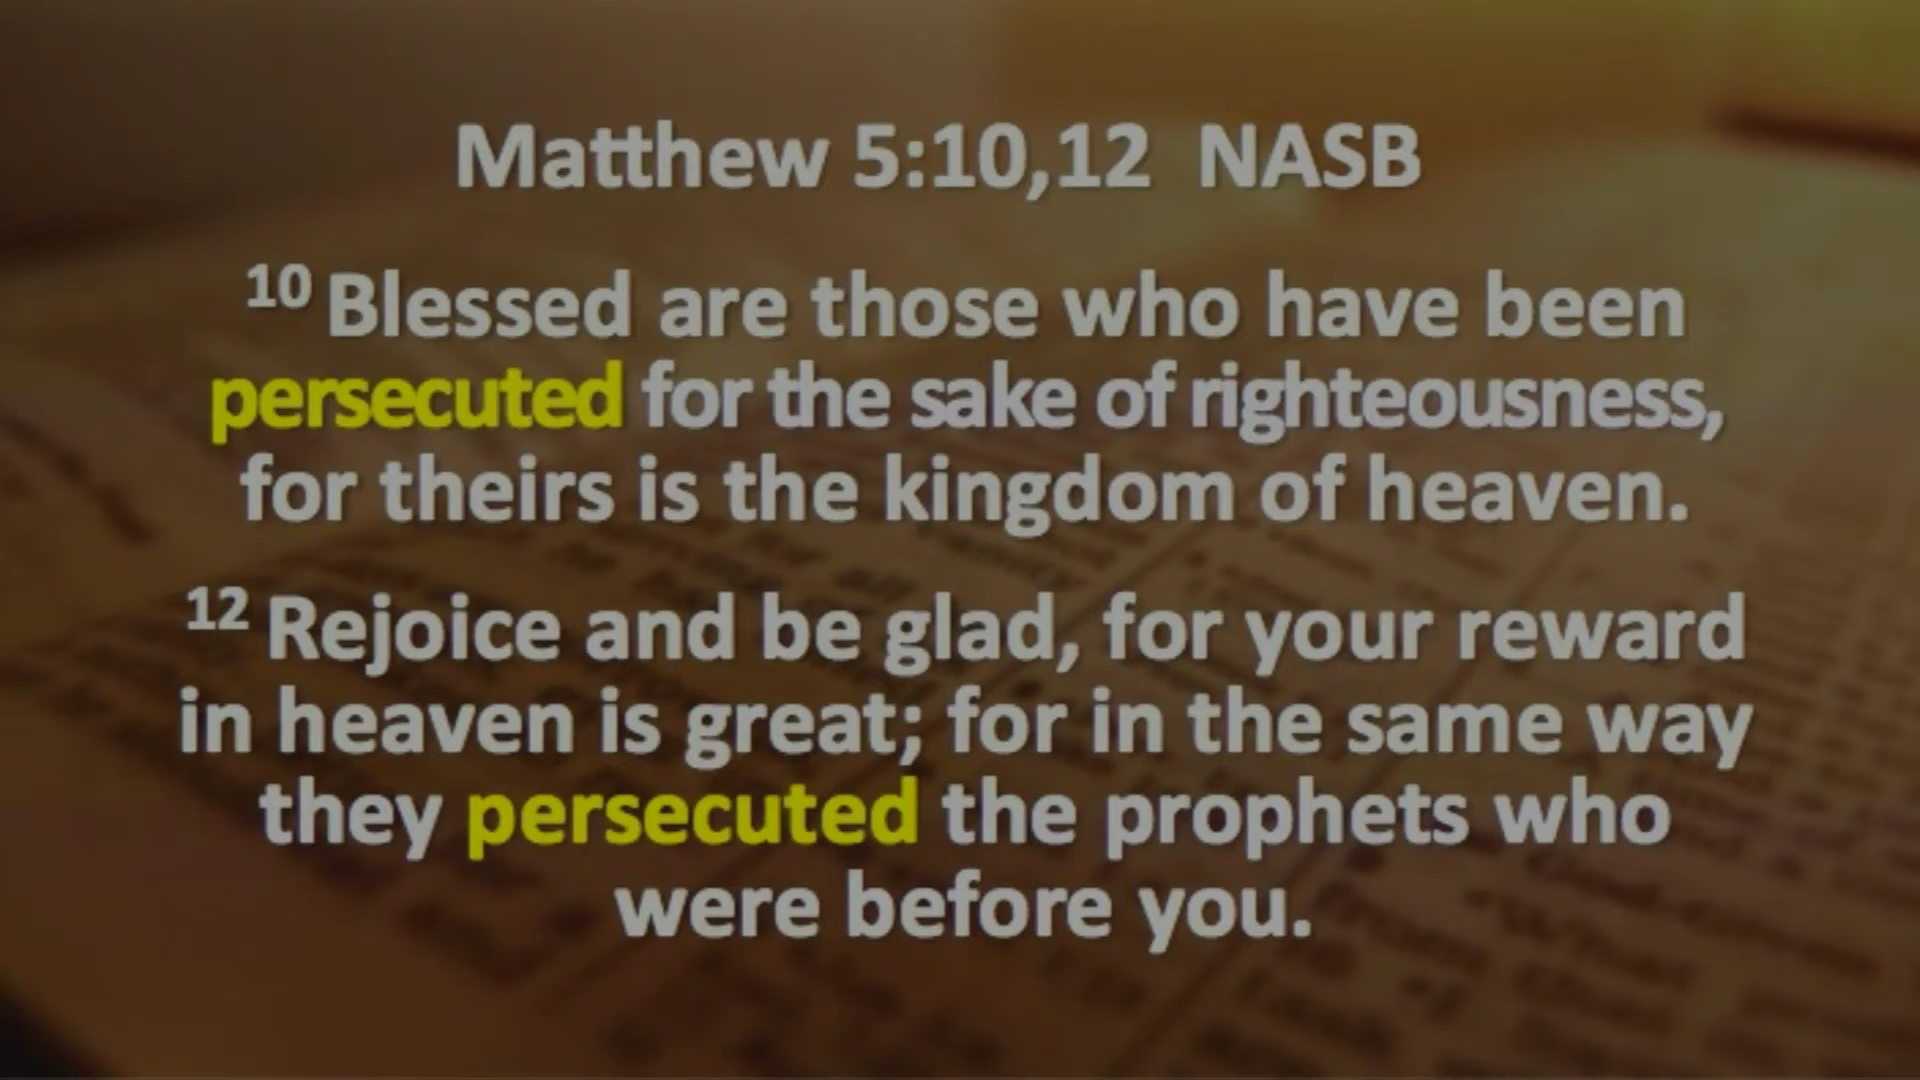 Matthew 5:10,12 NASB
10 Blessed are those who have been
persecuted for the sake of righteousness,
for theirs is the kingdom of heaven.
12 Rejoice and be glad, for your reward
in heaven is great; for in the same way
they persecuted the prophets who
were before you.